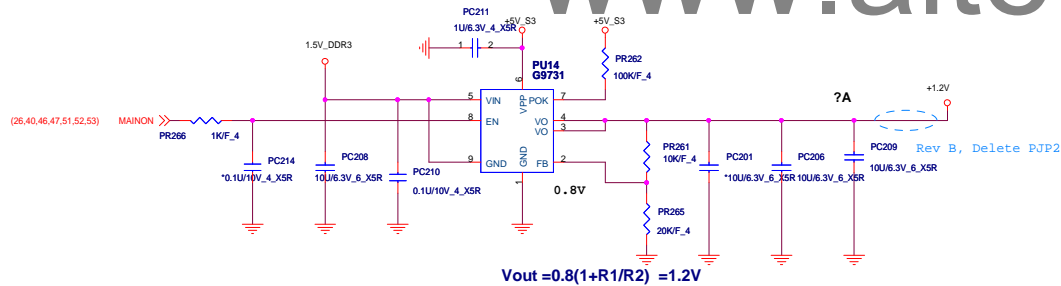 www.alte
PC211
1U/6.3V_4_X5R
+5V_S3
+5V_S3
1.5V_DDR3
1
2
PU14
G9731
PR262
100K/F_4
6
VPP
5
VIN
POK
7
?A
+1.2V
(26,40,46,47,51,52,53)
MAINON
8
EN
VO
4
VO
3
PR266
1K/F_4
Rev B, Delete PJP2
PC214
*0.1U/10V_4_X5R
PC208
10U/6.3V_6_X5R
PC210
0.1U/10V_4_X5R
9
GND
GND
FB
2
1
0.8V
PR261
10K/F_4
PC201
*10U/6.3V_6_X5R
PC206
10U/6.3V_6_X5R
PC209
10U/6.3V_6_X5R
PR265
20K/F_4
Vout =0.8(1+R1/R2) =1.2V